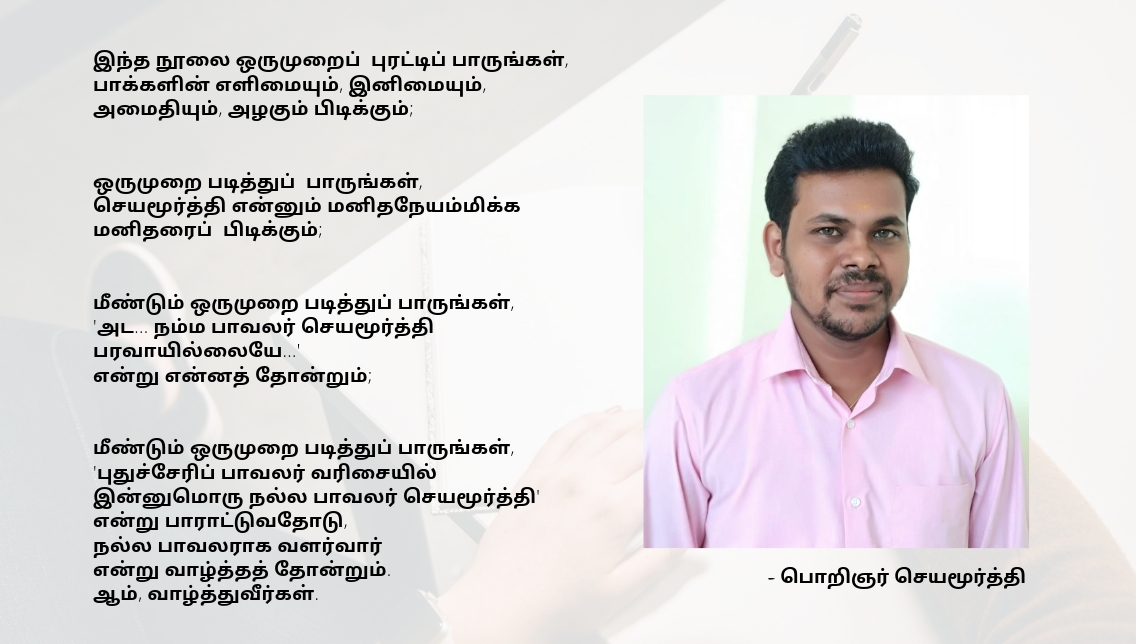 இந்த நூலை ஒருமுறைப் புரட்டிப் பாருங்கள்,
பாக்களின் எளிமையும், இனிமையும்,
அமைதியும், அழகும் பிடிக்கும்;
ஒருமுறை படித்துப் பாருங்கள்,
செயமூர்த்தி என்னும் மனிதநேயம்மிக்க
மனிதரைப் பிடிக்கும்;
மீண்டும் ஒருமுறை படித்துப் பாருங்கள்,
'அட... நம்ம பாவலர் செயமூர்த்தி
பரவாயில்லையே...'
என்று என்னத் தோன்றும்;
மீண்டும் ஒருமுறை படித்துப் பாருங்கள்,
'புதுச்சேரிப் பாவலர் வரிசையில்
இன்னுமொரு நல்ல பாவலர் செயமூர்த்தி'
என்று பாராட்டுவதோடு,
நல்ல பாவலராக வளர்வார்
என்று வாழ்த்தத் தோன்றும்.
ஆம், வாழ்த்துவீர்கள்.
- பொறிஞர் செயமூர்த்தி